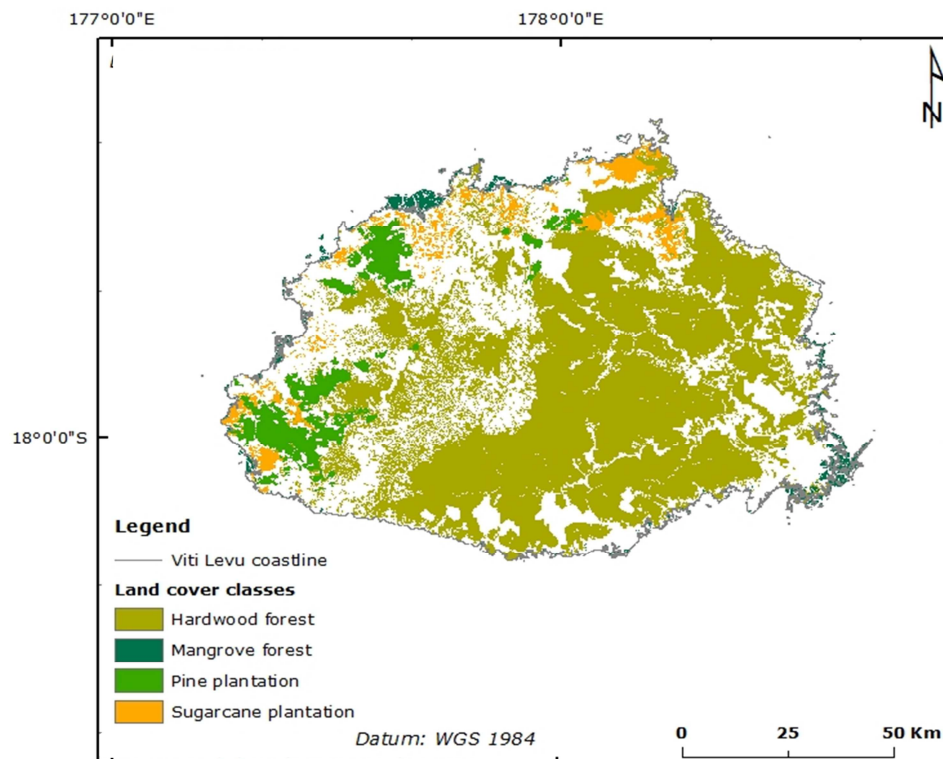 177°0'0"E
178°0'0"E
N
18°0'0"S
Legend
Viti Levu coastline
Land cover classes
Hardwood forest
Mangrove forest
Pine plantation
Sugarcane plantation
Datum: WGS 1984
0 25 50 Km